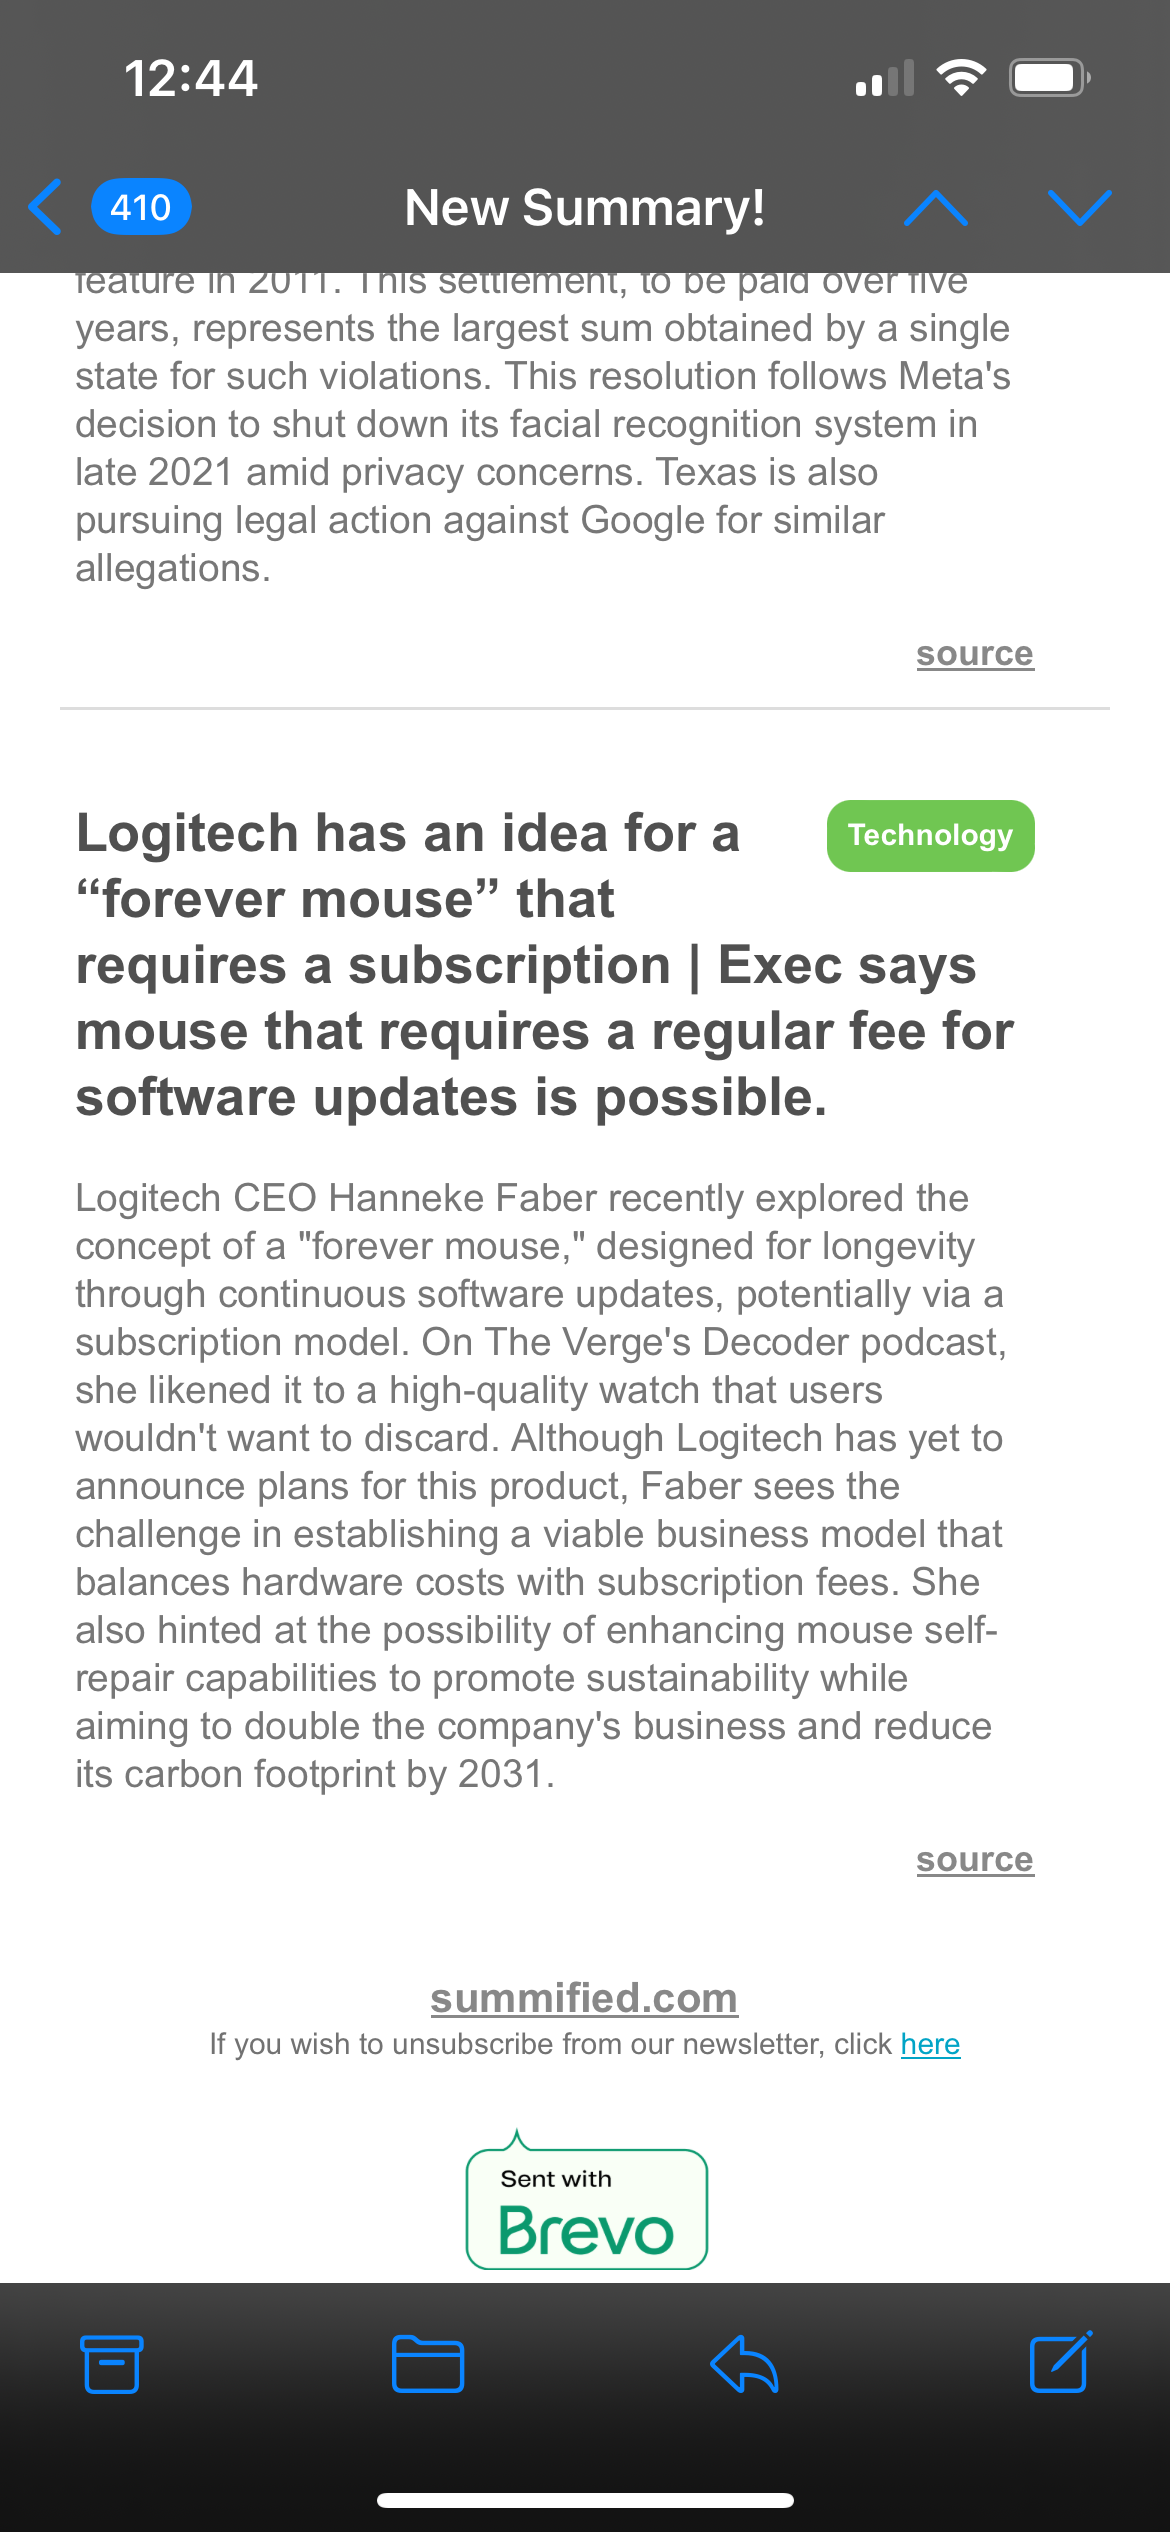 12:44
410
New Summary!
feature in 2011. This settlement, to be paid over five
years, represents the largest sum obtained by a single
state for such violations. This resolution follows Meta's
decision to shut down its facial recognition system in
late 2021 amid privacy concerns. Texas is also
pursuing legal action against Google for similar
allegations.
source
Logitech has an idea for a
Technology
“forever mouse” that
requires a subscription | Exec says
mouse that requires a regular fee for
software updates is possible.
Logitech CEO Hanneke Faber recently explored the
concept of a "forever mouse," designed for longevity
through continuous software updates, potentially via a
subscription model. On The Verge's Decoder podcast,
she likened it to a high-quality watch that users
wouldn't want to discard. Although Logitech has yet to
announce plans for this product, Faber sees the
challenge in establishing a viable business model that
balances hardware costs with subscription fees. She
also hinted at the possibility of enhancing mouse self-
repair capabilities to promote sustainability while
aiming to double the company's business and reduce
its carbon footprint by 2031.
source
summified.com
If you wish to unsubscribe from our newsletter, click here
Sent with
Brevo